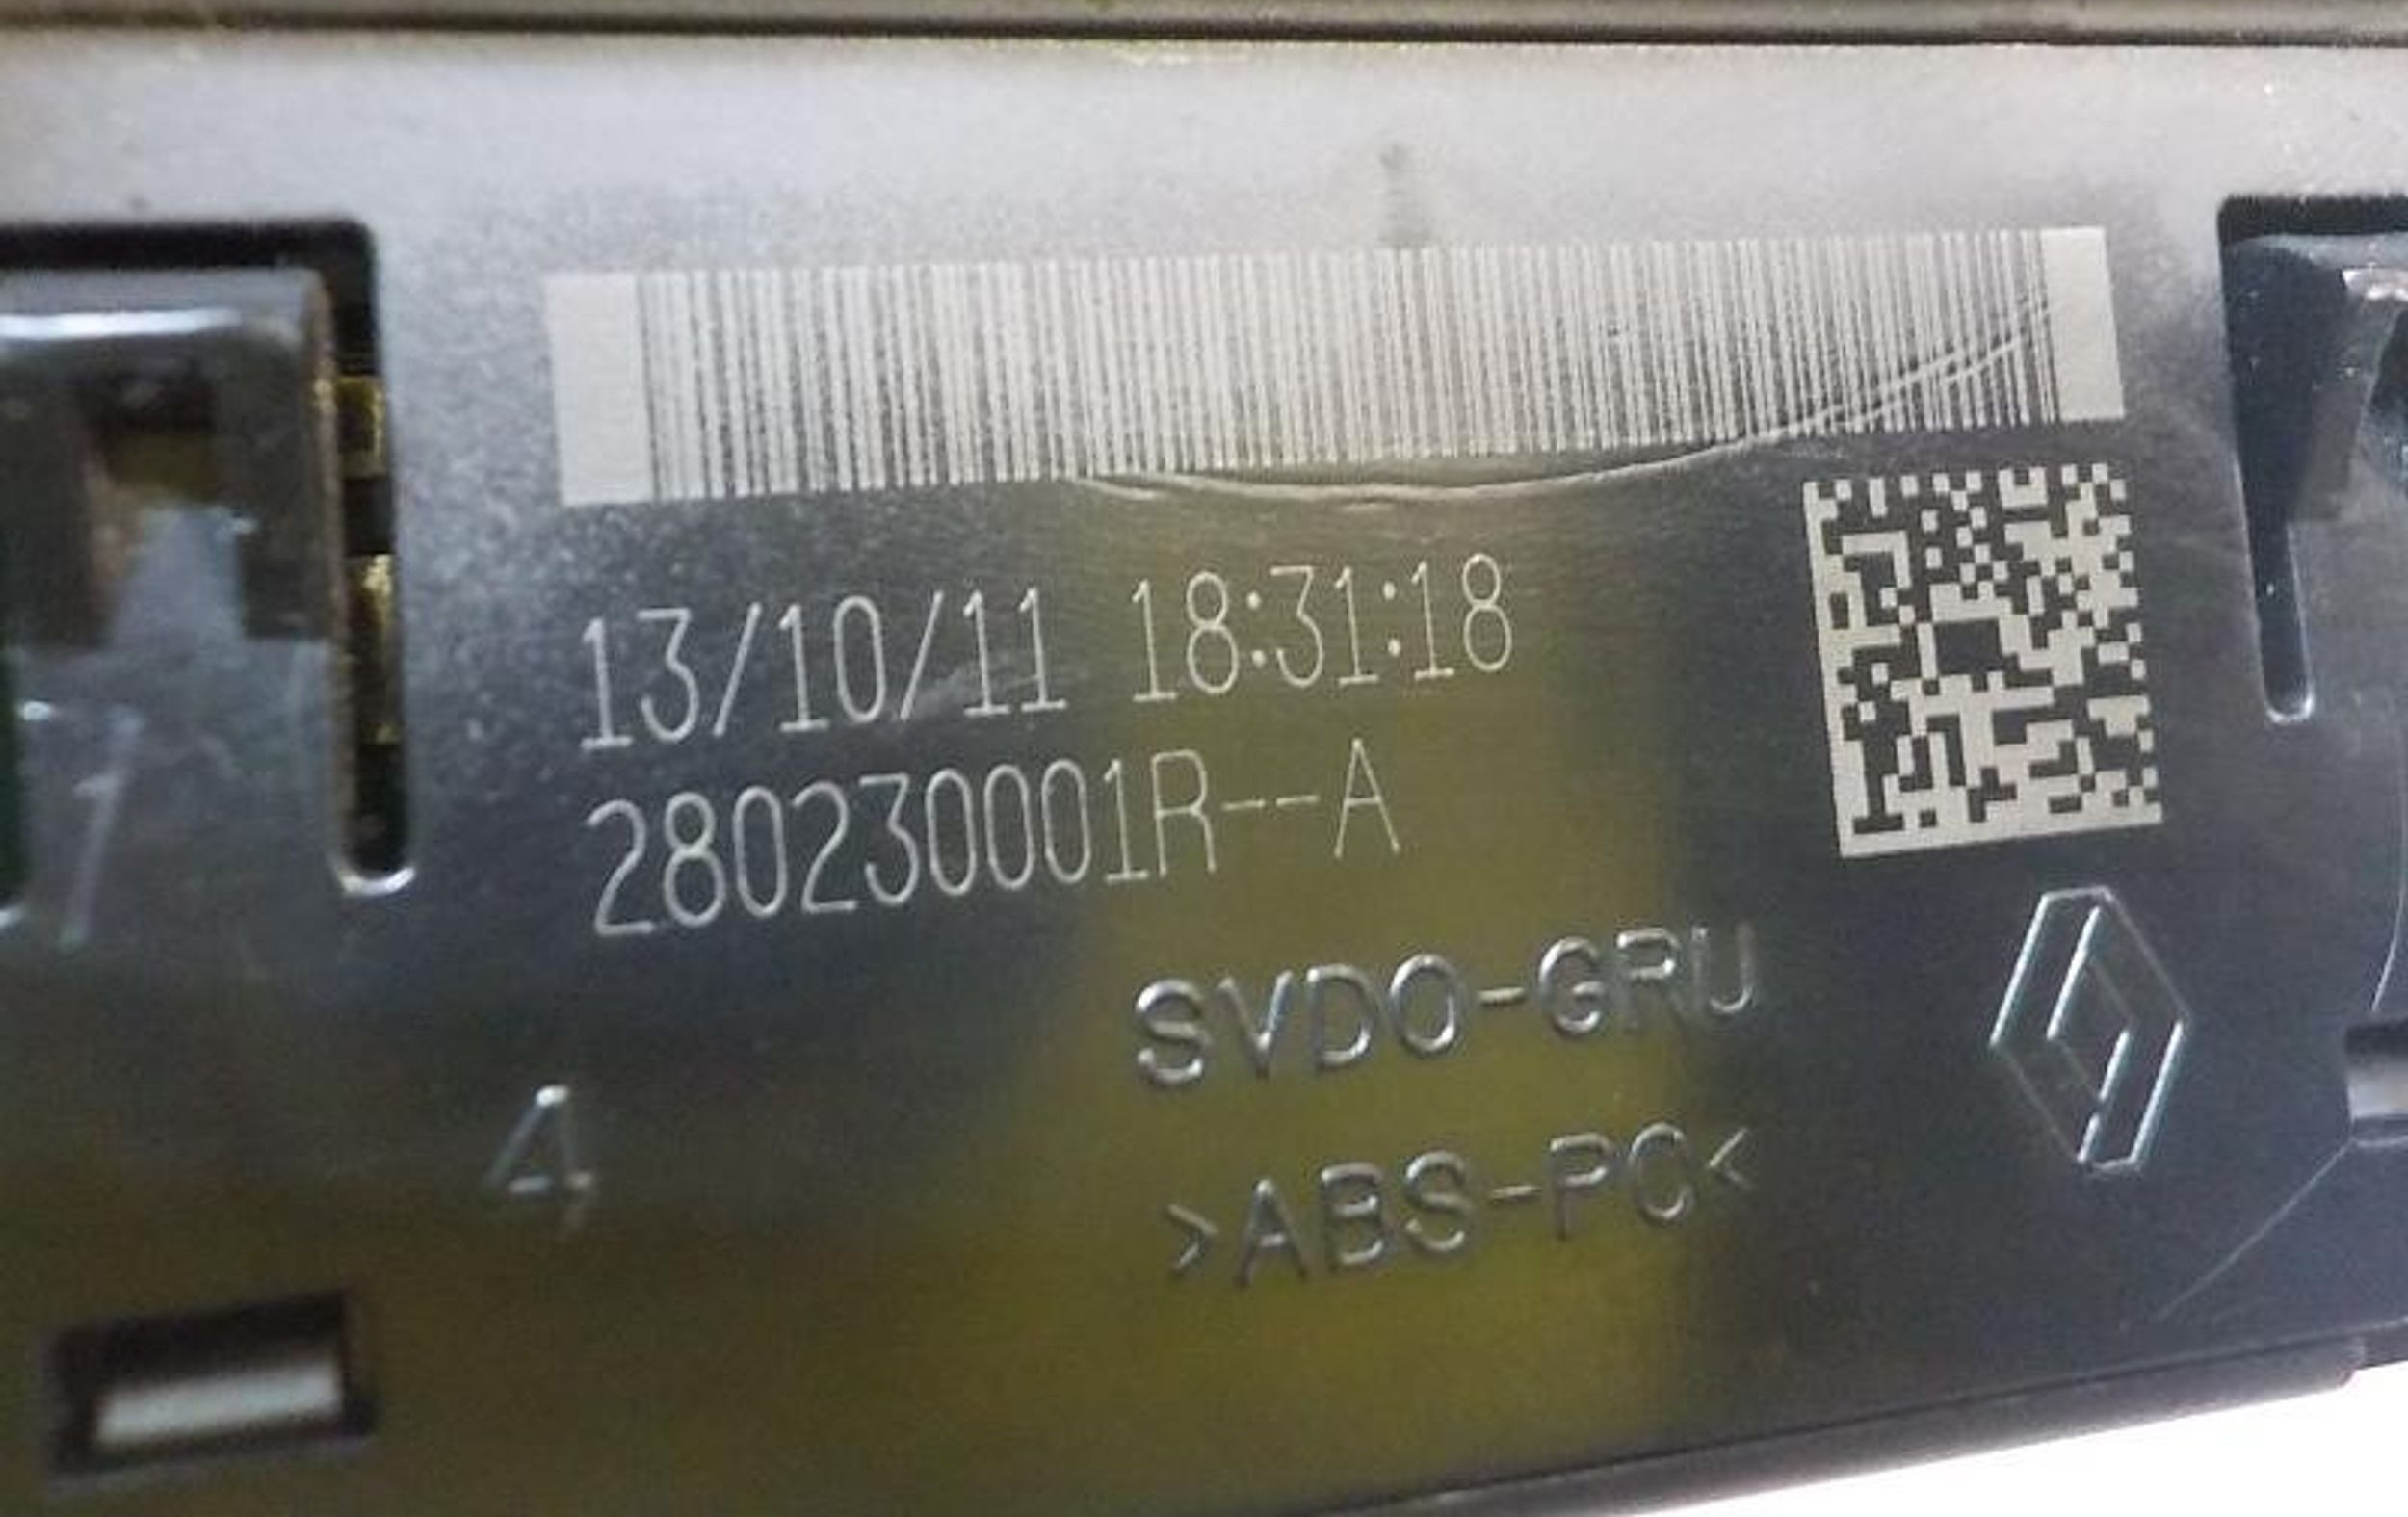 13/10/11 18:31:18
280230001R--A
SVDO-GRU
4
>ABS-PC<